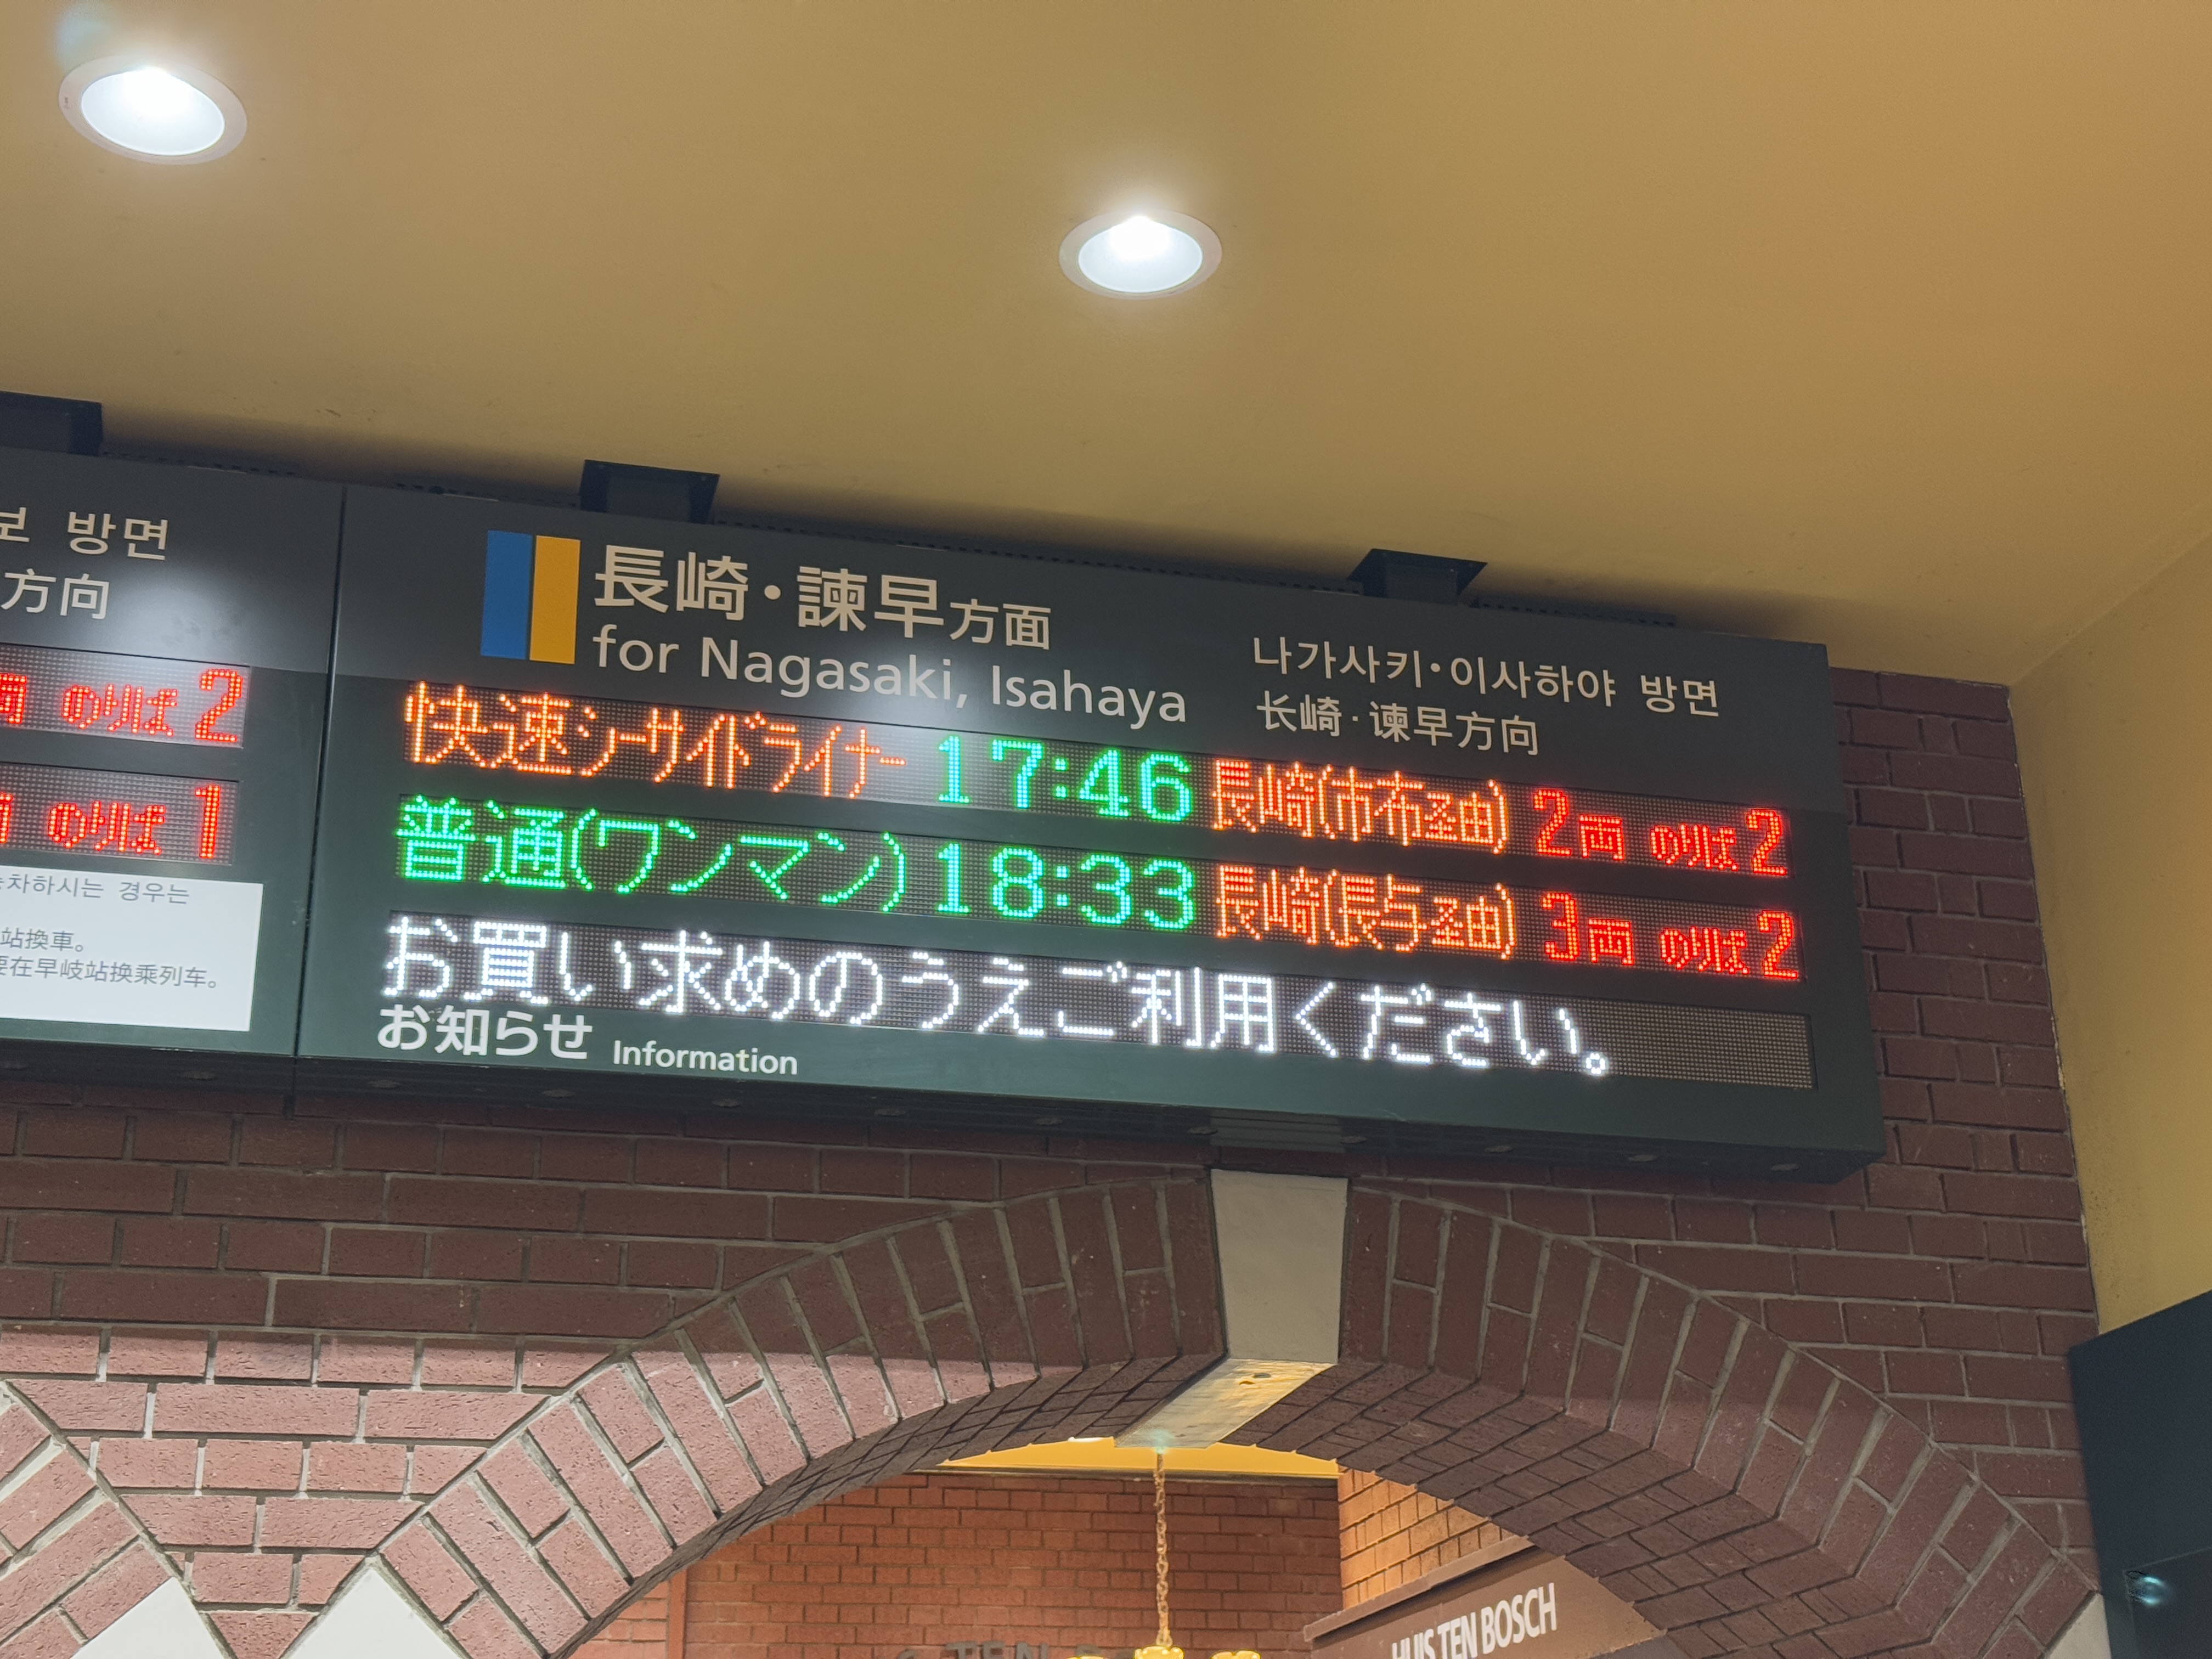 보 방면
方向
両 のりば 2
のりば 1
차하시는 경우는
站換車。
要在早岐站换乘列车。
長崎・諫早方面
for Nagasaki, Isahaya
나가사키·이사하야 방면
长崎·谏早方向
快速シーサイドライナー 17:46 長崎(市布経由) 2両 のりば 2
普通(ワンマン) 18:33 長崎(長与経由) 3両 のりば 2
お買い求めのうえご利用ください。
お知らせ Information
HUIS TEN BOSCH